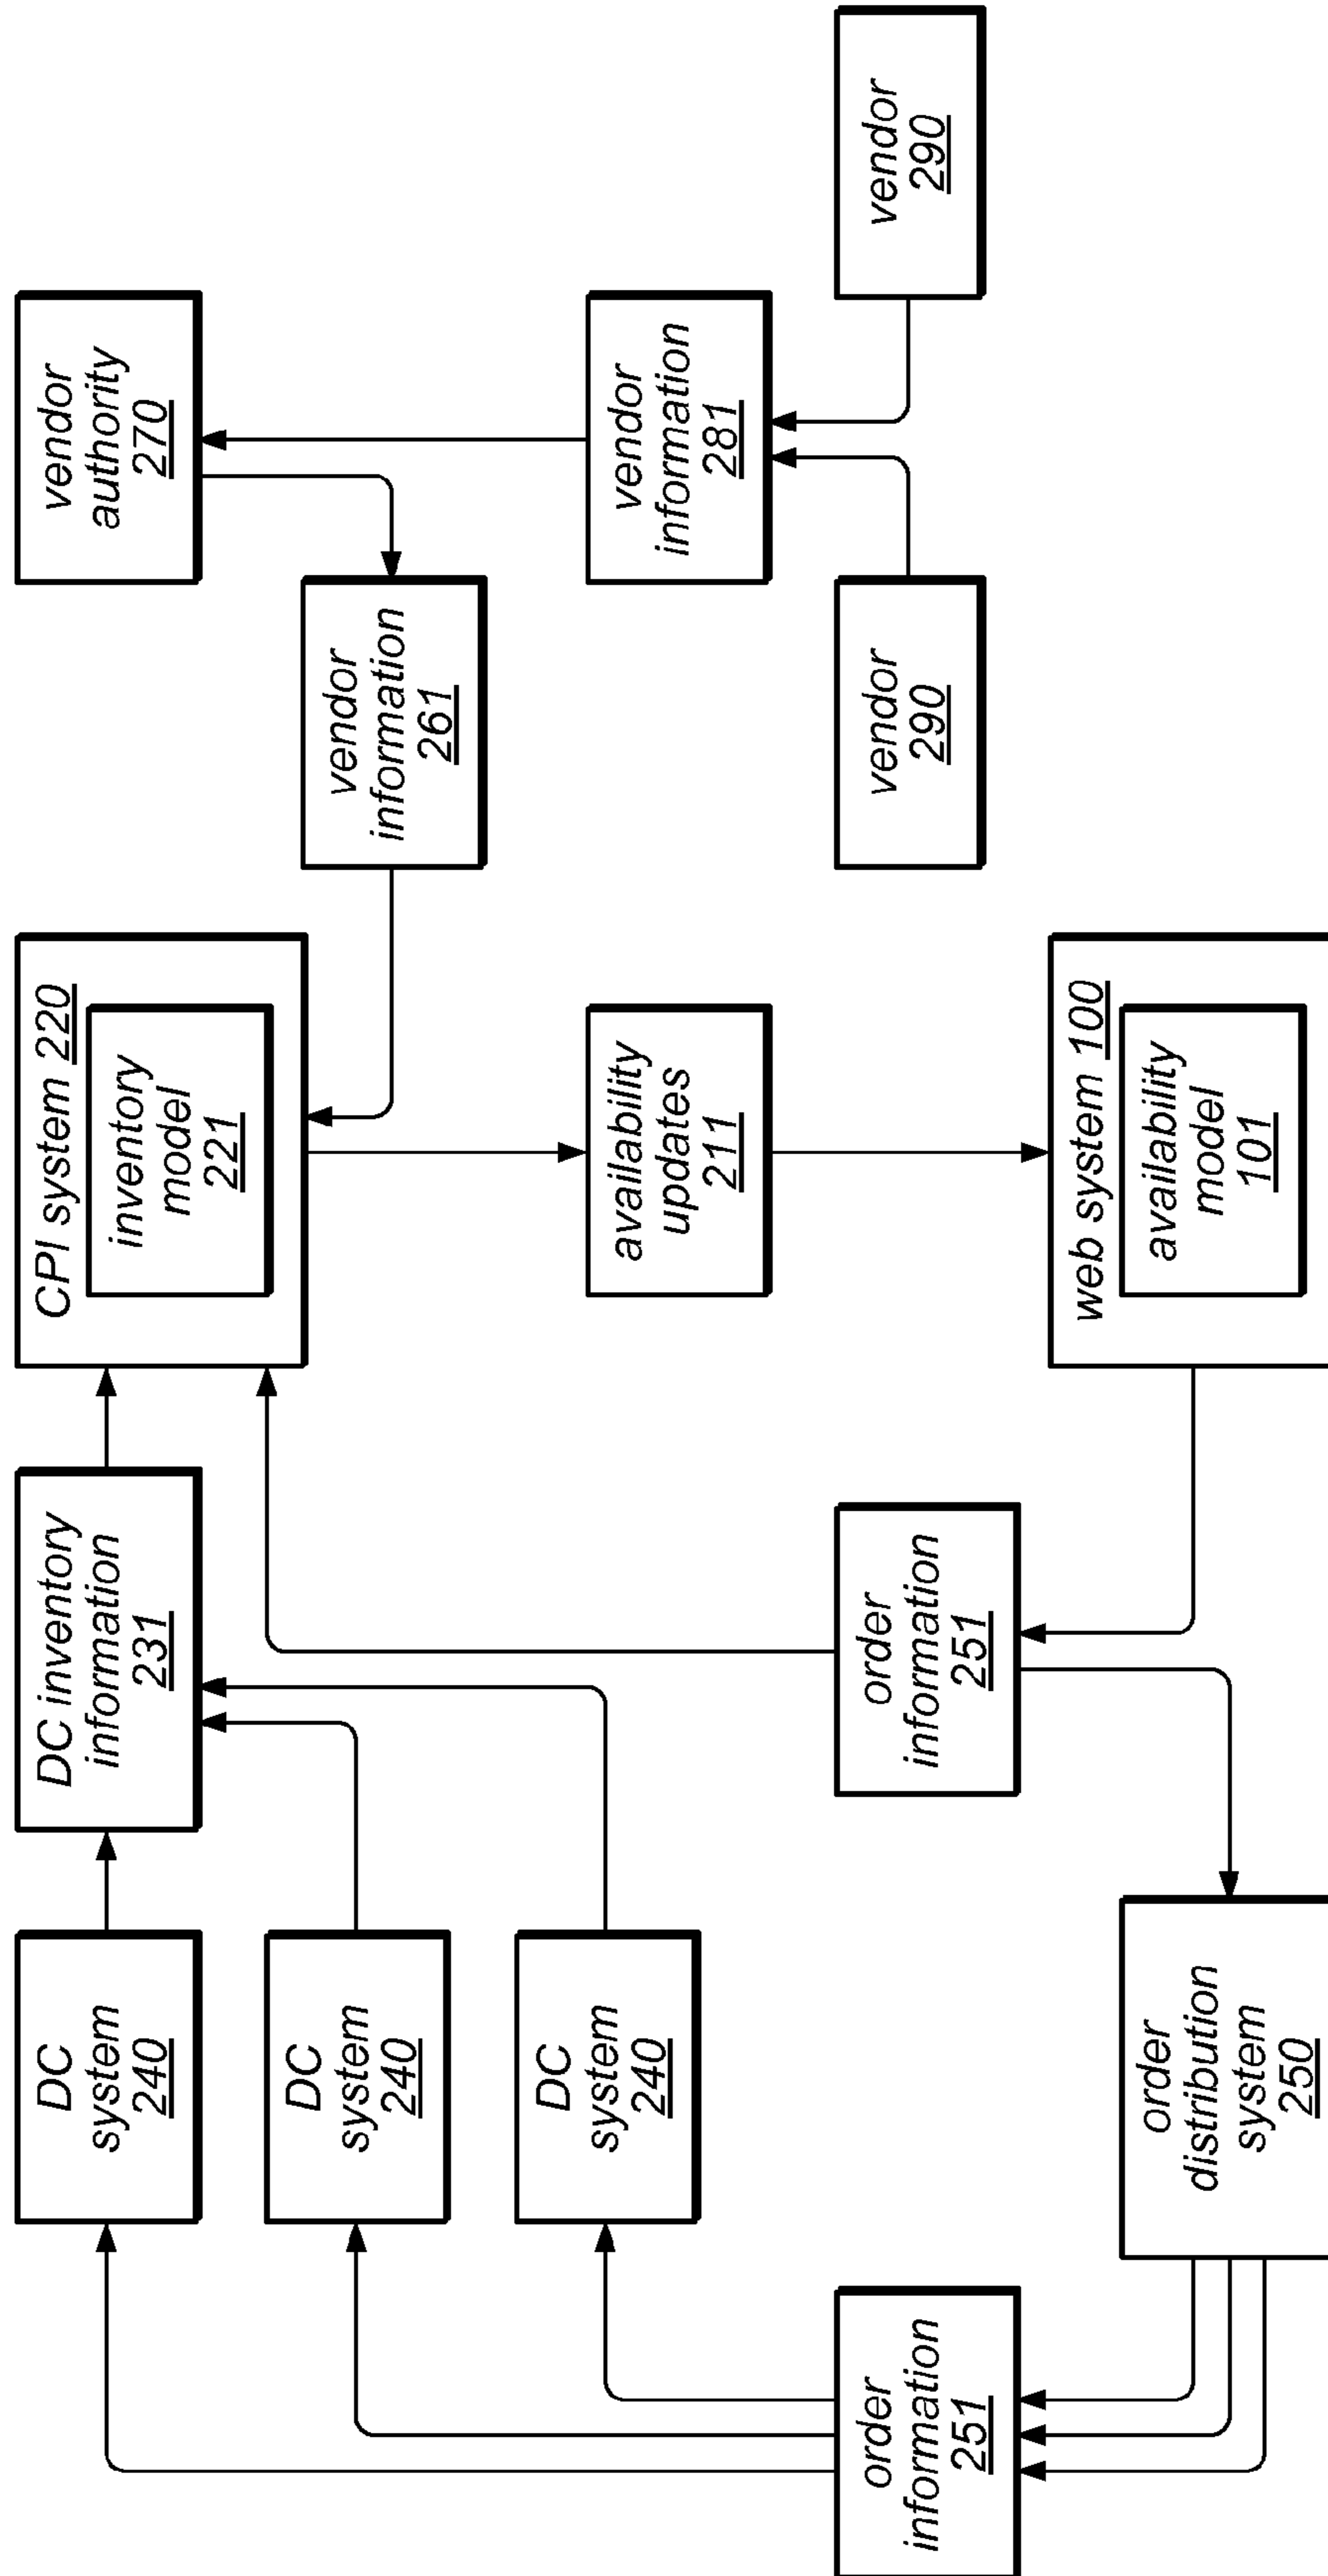 DC
system
240
DC inventory
information
231
CPI system 220
inventory
model
221
vendor
authority
270
DC
system
240
vendor
information
261
DC
system
240
availability
updates
211
vendor
information
281
order
information
251
order
information
251
vendor
290
vendor
290
order
distribution
system
250
web system 100
availability
model
101